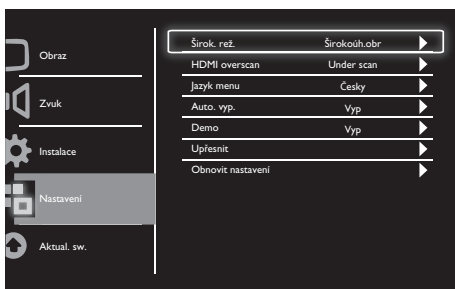 Obraz
Zvuk
Instalace
Nastavení
Aktual. sw.
Širok. rež. Širokoúh.obr
HDMI overscan Under scan
Jazyk menu Česky
Auto. vyp. Vyp
Demo Vyp
Upřesnit
Obnovit nastavení